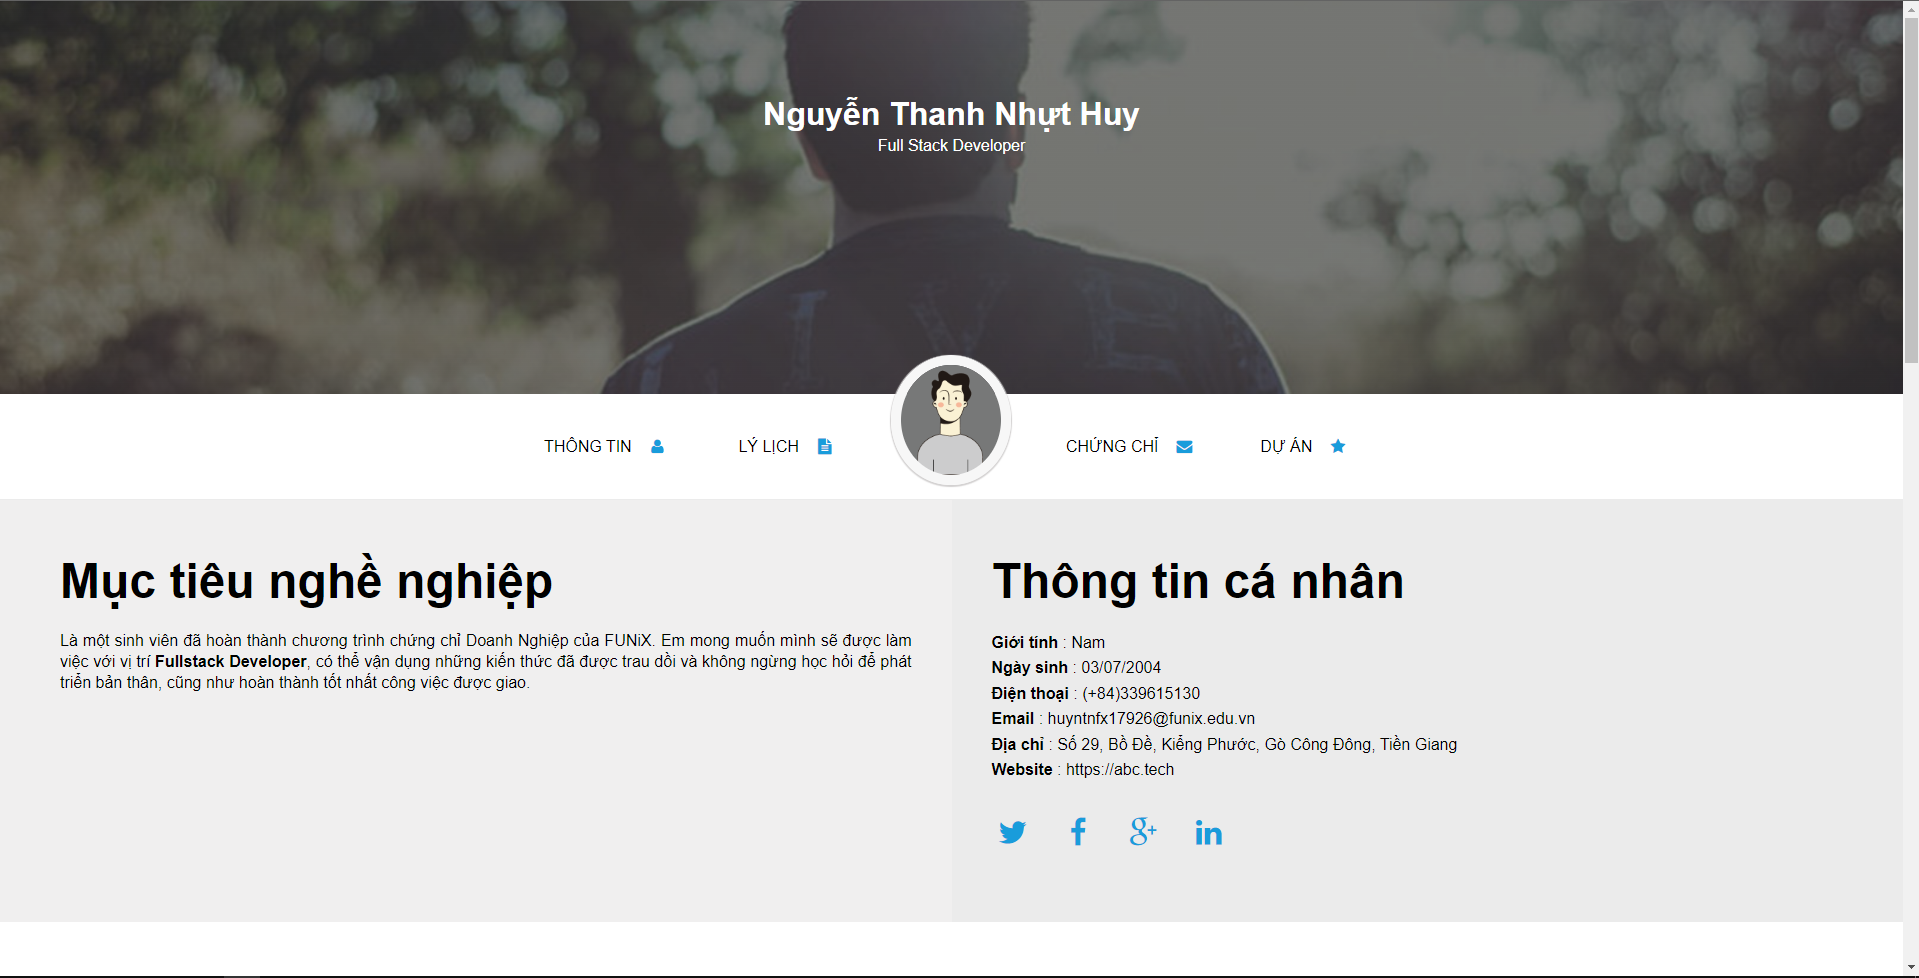 Nguyễn Thanh Nhựt Huy
Full Stack Developer
THÔNG TIN
LÝ LỊCH
CHỨNG CHỈ
DỰ ÁN
Mục tiêu nghề nghiệp
Là một sinh viên đã hoàn thành chương trình chứng chỉ Doanh Nghiệp của FUNiX. Em mong muốn mình sẽ được làm
việc với vị trí Fullstack Developer, có thể vận dụng những kiến thức đã được trau dồi và không ngừng học hỏi để phát
triển bản thân, cũng như hoàn thành tốt nhất công việc được giao.
Thông tin cá nhân
Giới tính : Nam
Ngày sinh : 03/07/2004
Điện thoại : (+84)339615130
Email : huyntnfx17926@funix.edu.vn
Địa chỉ : Số 29, Bồ Đề, Kiểng Phước, Gò Công Đông, Tiền Giang
Website : https://abc.tech